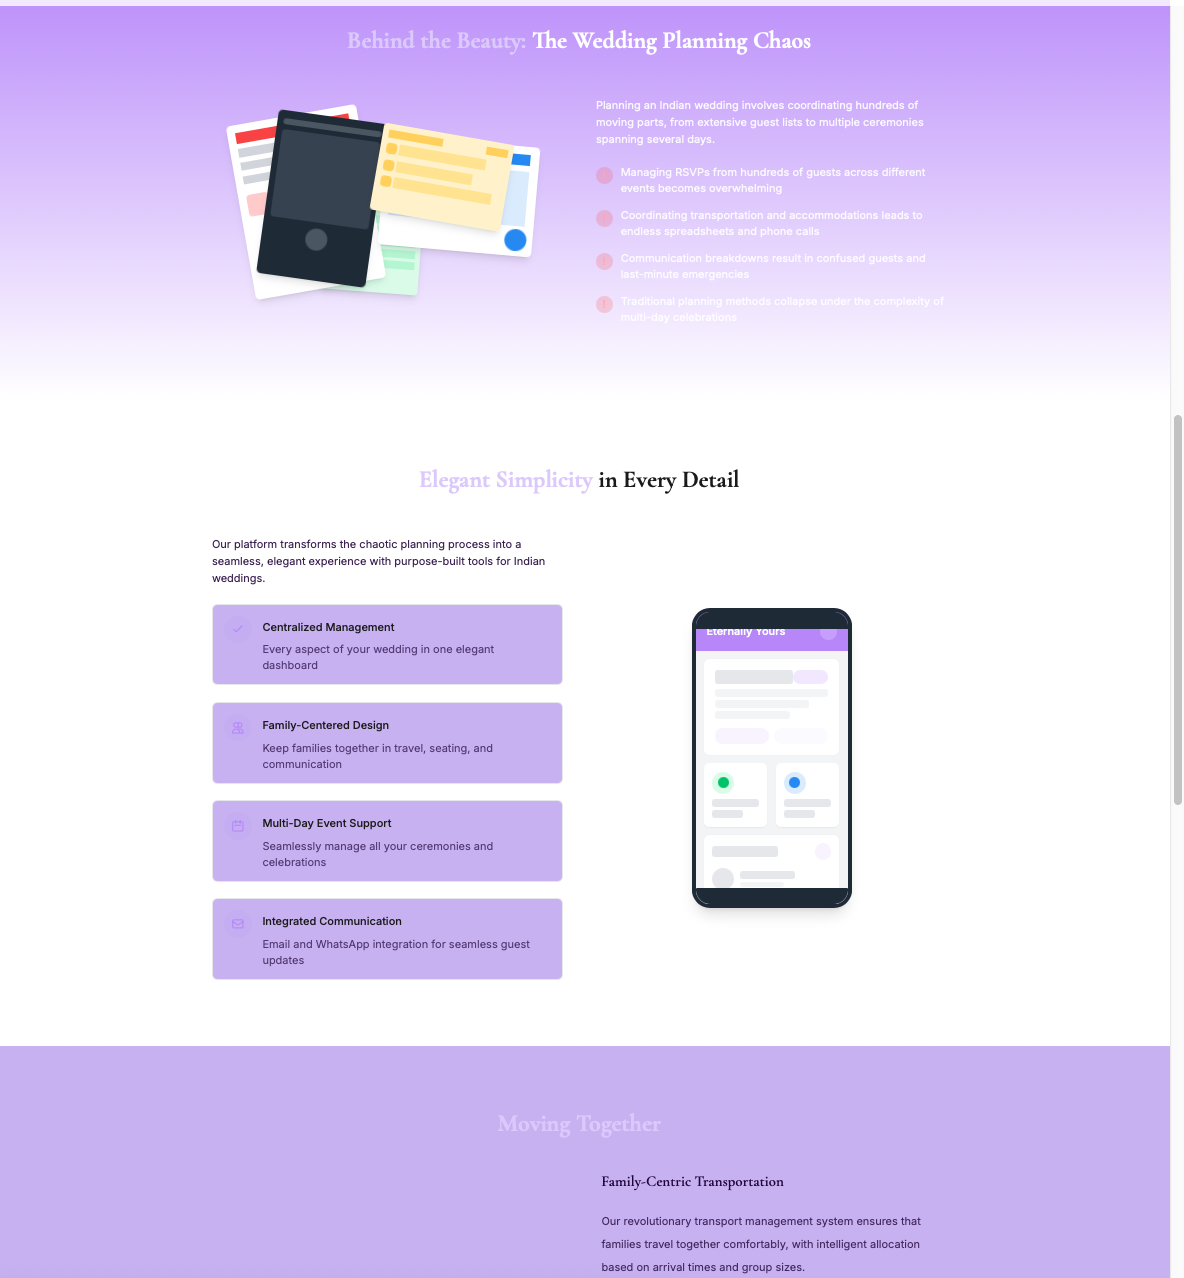 Behind the Beauty: The Wedding Planning Chaos
Planning an Indian wedding involves coordinating hundreds of
moving parts, from extensive guest lists to multiple ceremonies
spanning several days.
Managing RSVPs from hundreds of guests across different
events becomes overwhelming
Coordinating transportation and accommodations leads to
endless spreadsheets and phone calls
Communication breakdowns result in confused guests and
last-minute emergencies
Traditional planning methods collapse under the complexity of
multi-day celebrations
Elegant Simplicity in Every Detail
Our platform transforms the chaotic planning process into a
seamless, elegant experience with purpose-built tools for Indian
weddings.
Centralized Management
Every aspect of your wedding in one elegant
dashboard
Family-Centered Design
Keep families together in travel, seating, and
communication
Multi-Day Event Support
Seamlessly manage all your ceremonies and
celebrations
Integrated Communication
Email and WhatsApp integration for seamless guest
updates
Eternally Yours
Moving Together
Family-Centric Transportation
Our revolutionary transport management system ensures that
families travel together comfortably, with intelligent allocation
based on arrival times and group sizes.